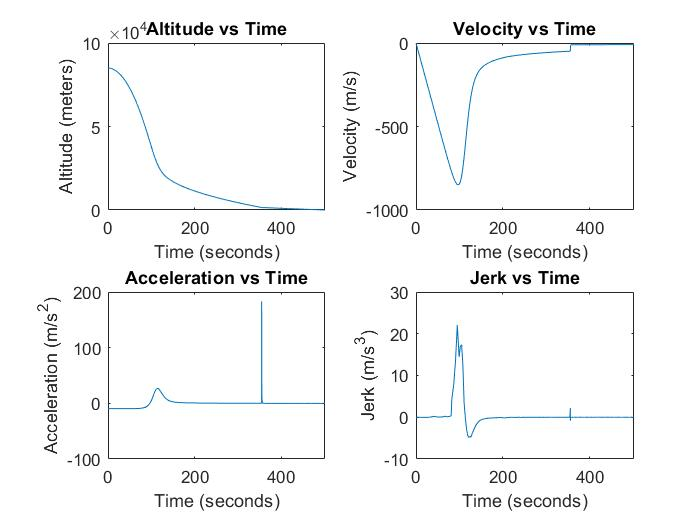 Altitude vs Time
×10^4
10
5
0
Altitude (meters)
0 200 400
Time (seconds)
Velocity vs Time
0
-500
-1000
Velocity (m/s)
0 200 400
Time (seconds)
Acceleration vs Time
200
100
0
-100
Acceleration (m/s^2)
0 200 400
Time (seconds)
Jerk vs Time
30
20
10
0
-10
Jerk (m/s^3)
0 200 400
Time (seconds)